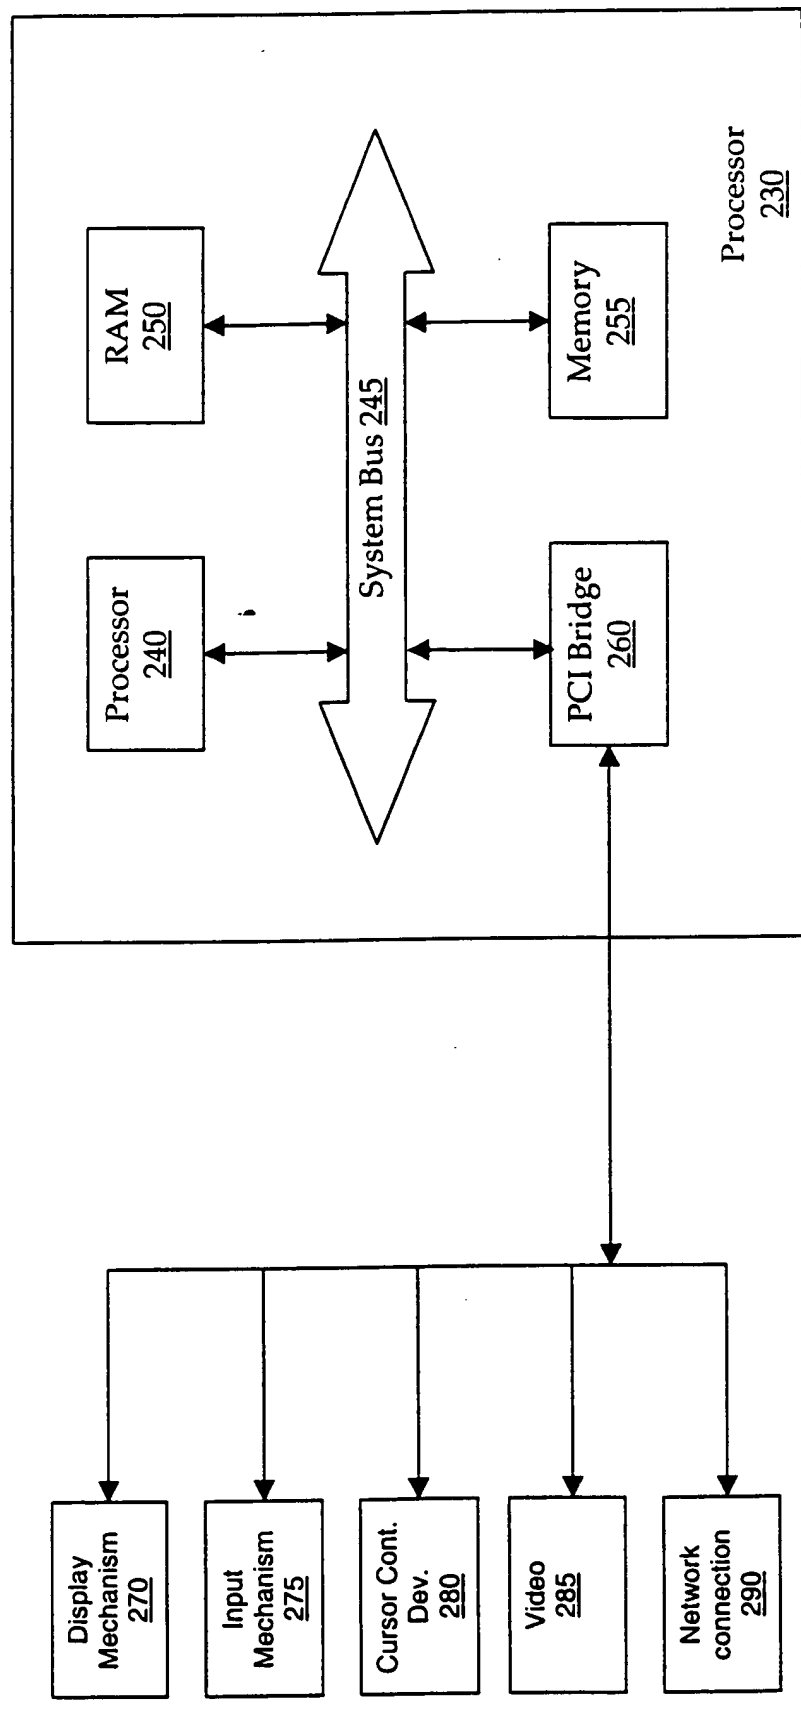 Display
Mechanism
270
Input
Mechanism
275
Cursor Cont.
Dev.
280
Video
285
Network
connection
290
Processor
240
RAM
250
System Bus 245
PCI Bridge
260
Memory
255
Processor
230